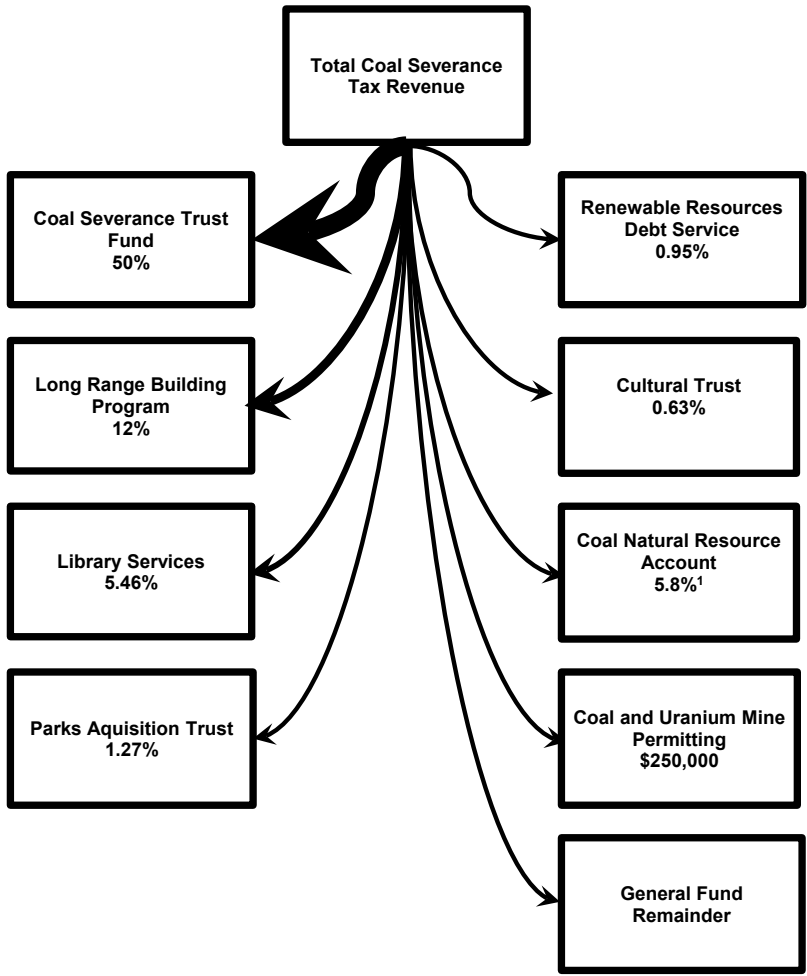 Total Coal Severance
Tax Revenue
Coal Severance Trust
Fund
50%
Renewable Resources
Debt Service
0.95%
Long Range Building
Program
12%
Cultural Trust
0.63%
Library Services
5.46%
Coal Natural Resource
Account
5.8%¹
Parks Aquisition Trust
1.27%
Coal and Uranium Mine
Permitting
$250,000
General Fund
Remainder